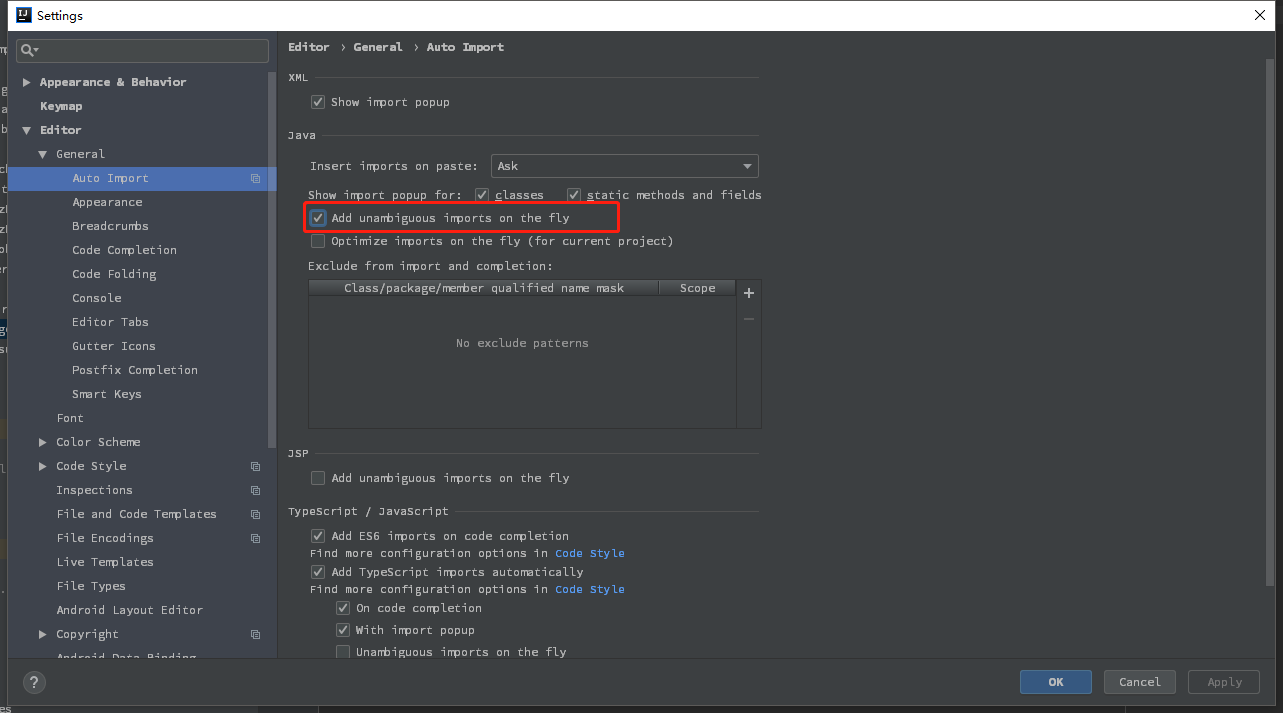 IJ Settings
Editor › General › Auto Import
Appearance & Behavior
Keymap
Editor
General
Auto Import
Appearance
Breadcrumbs
Code Completion
Code Folding
Console
Editor Tabs
Gutter Icons
Postfix Completion
Smart Keys
Font
Color Scheme
Code Style
Inspections
File and Code Templates
File Encodings
Live Templates
File Types
Android Layout Editor
Copyright
Android Data Binding
XML
Show import popup
Java
Insert imports on paste: Ask
Show import popup for: classes static methods and fields
Add unambiguous imports on the fly
Optimize imports on the fly (for current project)
Exclude from import and completion:
Class/package/member qualified name mask Scope
No exclude patterns
JSP
Add unambiguous imports on the fly
TypeScript / JavaScript
Add ES6 imports on code completion
Find more configuration options in Code Style
Add TypeScript imports automatically
Find more configuration options in Code Style
On code completion
With import popup
Unambiguous imports on the fly
? OK Cancel Apply